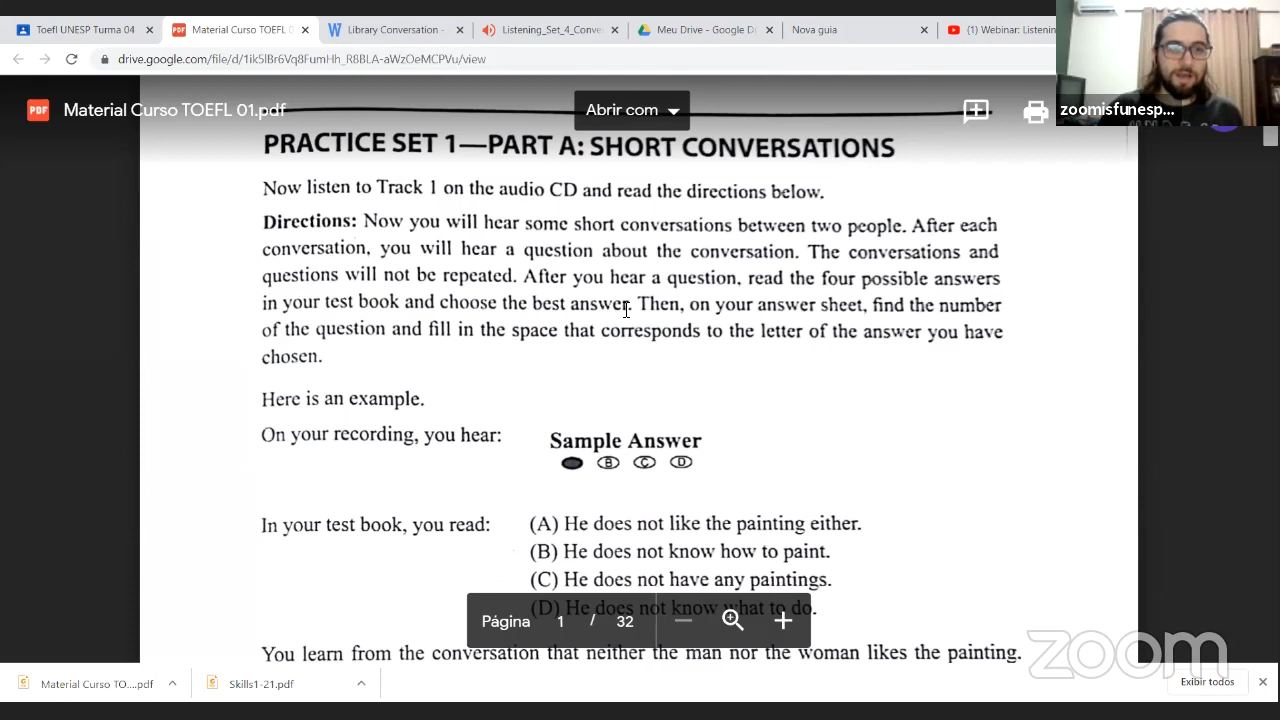 Toefl UNESP Turma 04
Material Curso TOEFL 0
Library Conversation -
Listening_Set_4_Conve
Meu Drive - Google D
Nova guia
(1) Webinar: Listenin
drive.google.com/file/d/1ik5lBr6Vq8FumHh_R8BLA-aWzOeMCPVu/view
zoomisfunesp...
PDF Material Curso TOEFL 01.pdf
Abrir com
PRACTICE SET 1—PART A: SHORT CONVERSATIONS
Now listen to Track 1 on the audio CD and read the directions below.
Directions: Now you will hear some short conversations between two people. After each
conversation, you will hear a question about the conversation. The conversations and
questions will not be repeated. After you hear a question, read the four possible answers
in your test book and choose the best answer. Then, on your answer sheet, find the number
of the question and fill in the space that corresponds to the letter of the answer you have
chosen.
Here is an example.
On your recording, you hear:
Sample Answer
B C D
In your test book, you read:
(A) He does not like the painting either.
(B) He does not know how to paint.
(C) He does not have any paintings.
(D) He does not know what to do.
Página 1 / 32
You learn from the conversation that neither the man nor the woman likes the painting.
zoom
Material Curso TO....pdf
Skills1-21.pdf
Exibir todos